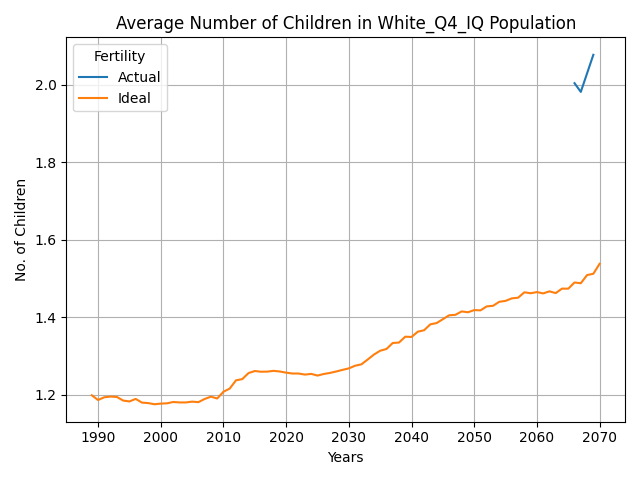 Average Number of Children in White_Q4_IQ Population
Fertility
Actual
Ideal
No. of Children
2.0
1.8
1.6
1.4
1.2
1990 2000 2010 2020 2030 2040 2050 2060 2070
Years